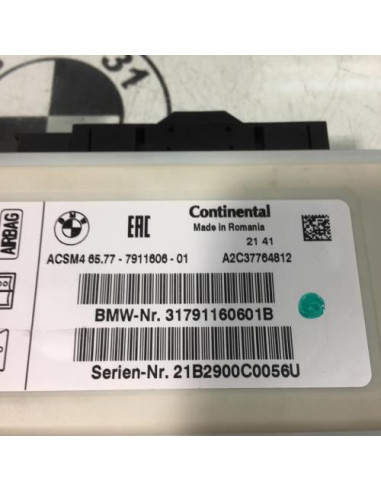 31
BMW
AIRBAG
EAC
Continental
Made in Romania
21 41
ACSM4 65.77 - 7911606 - 01
A2C37764812
BMW-Nr. 31791160601B
Serien-Nr. 21B2900C0056U